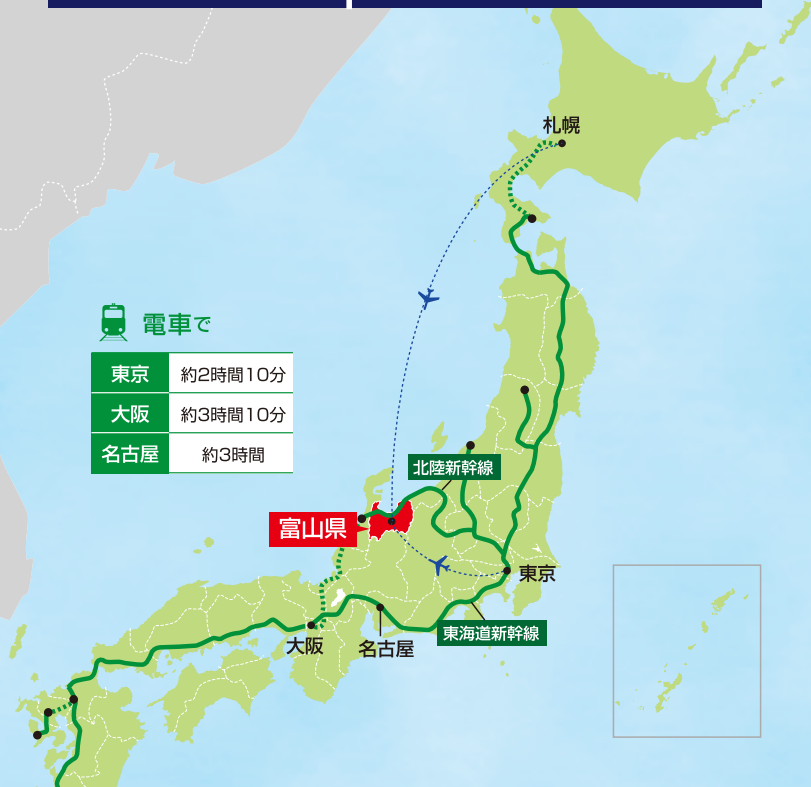 札幌
電車で
東京 約2時間10分
大阪 約3時間10分
名古屋 約3時間
北陸新幹線
富山県
東京
東海道新幹線
大阪
名古屋